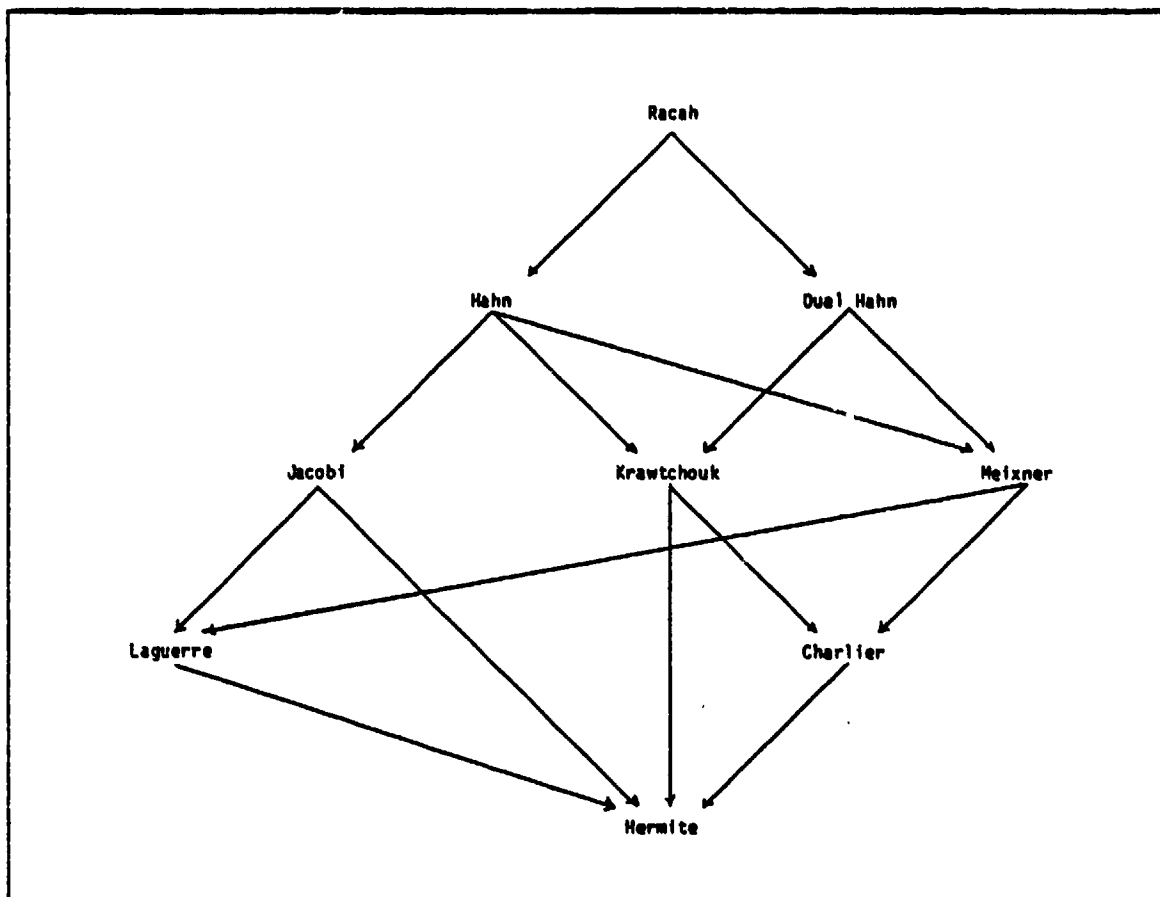 Racah
Hahn Dual Hahn
Jacobi Krawtchouk Meixner
Laguerre Charlier
Hermite